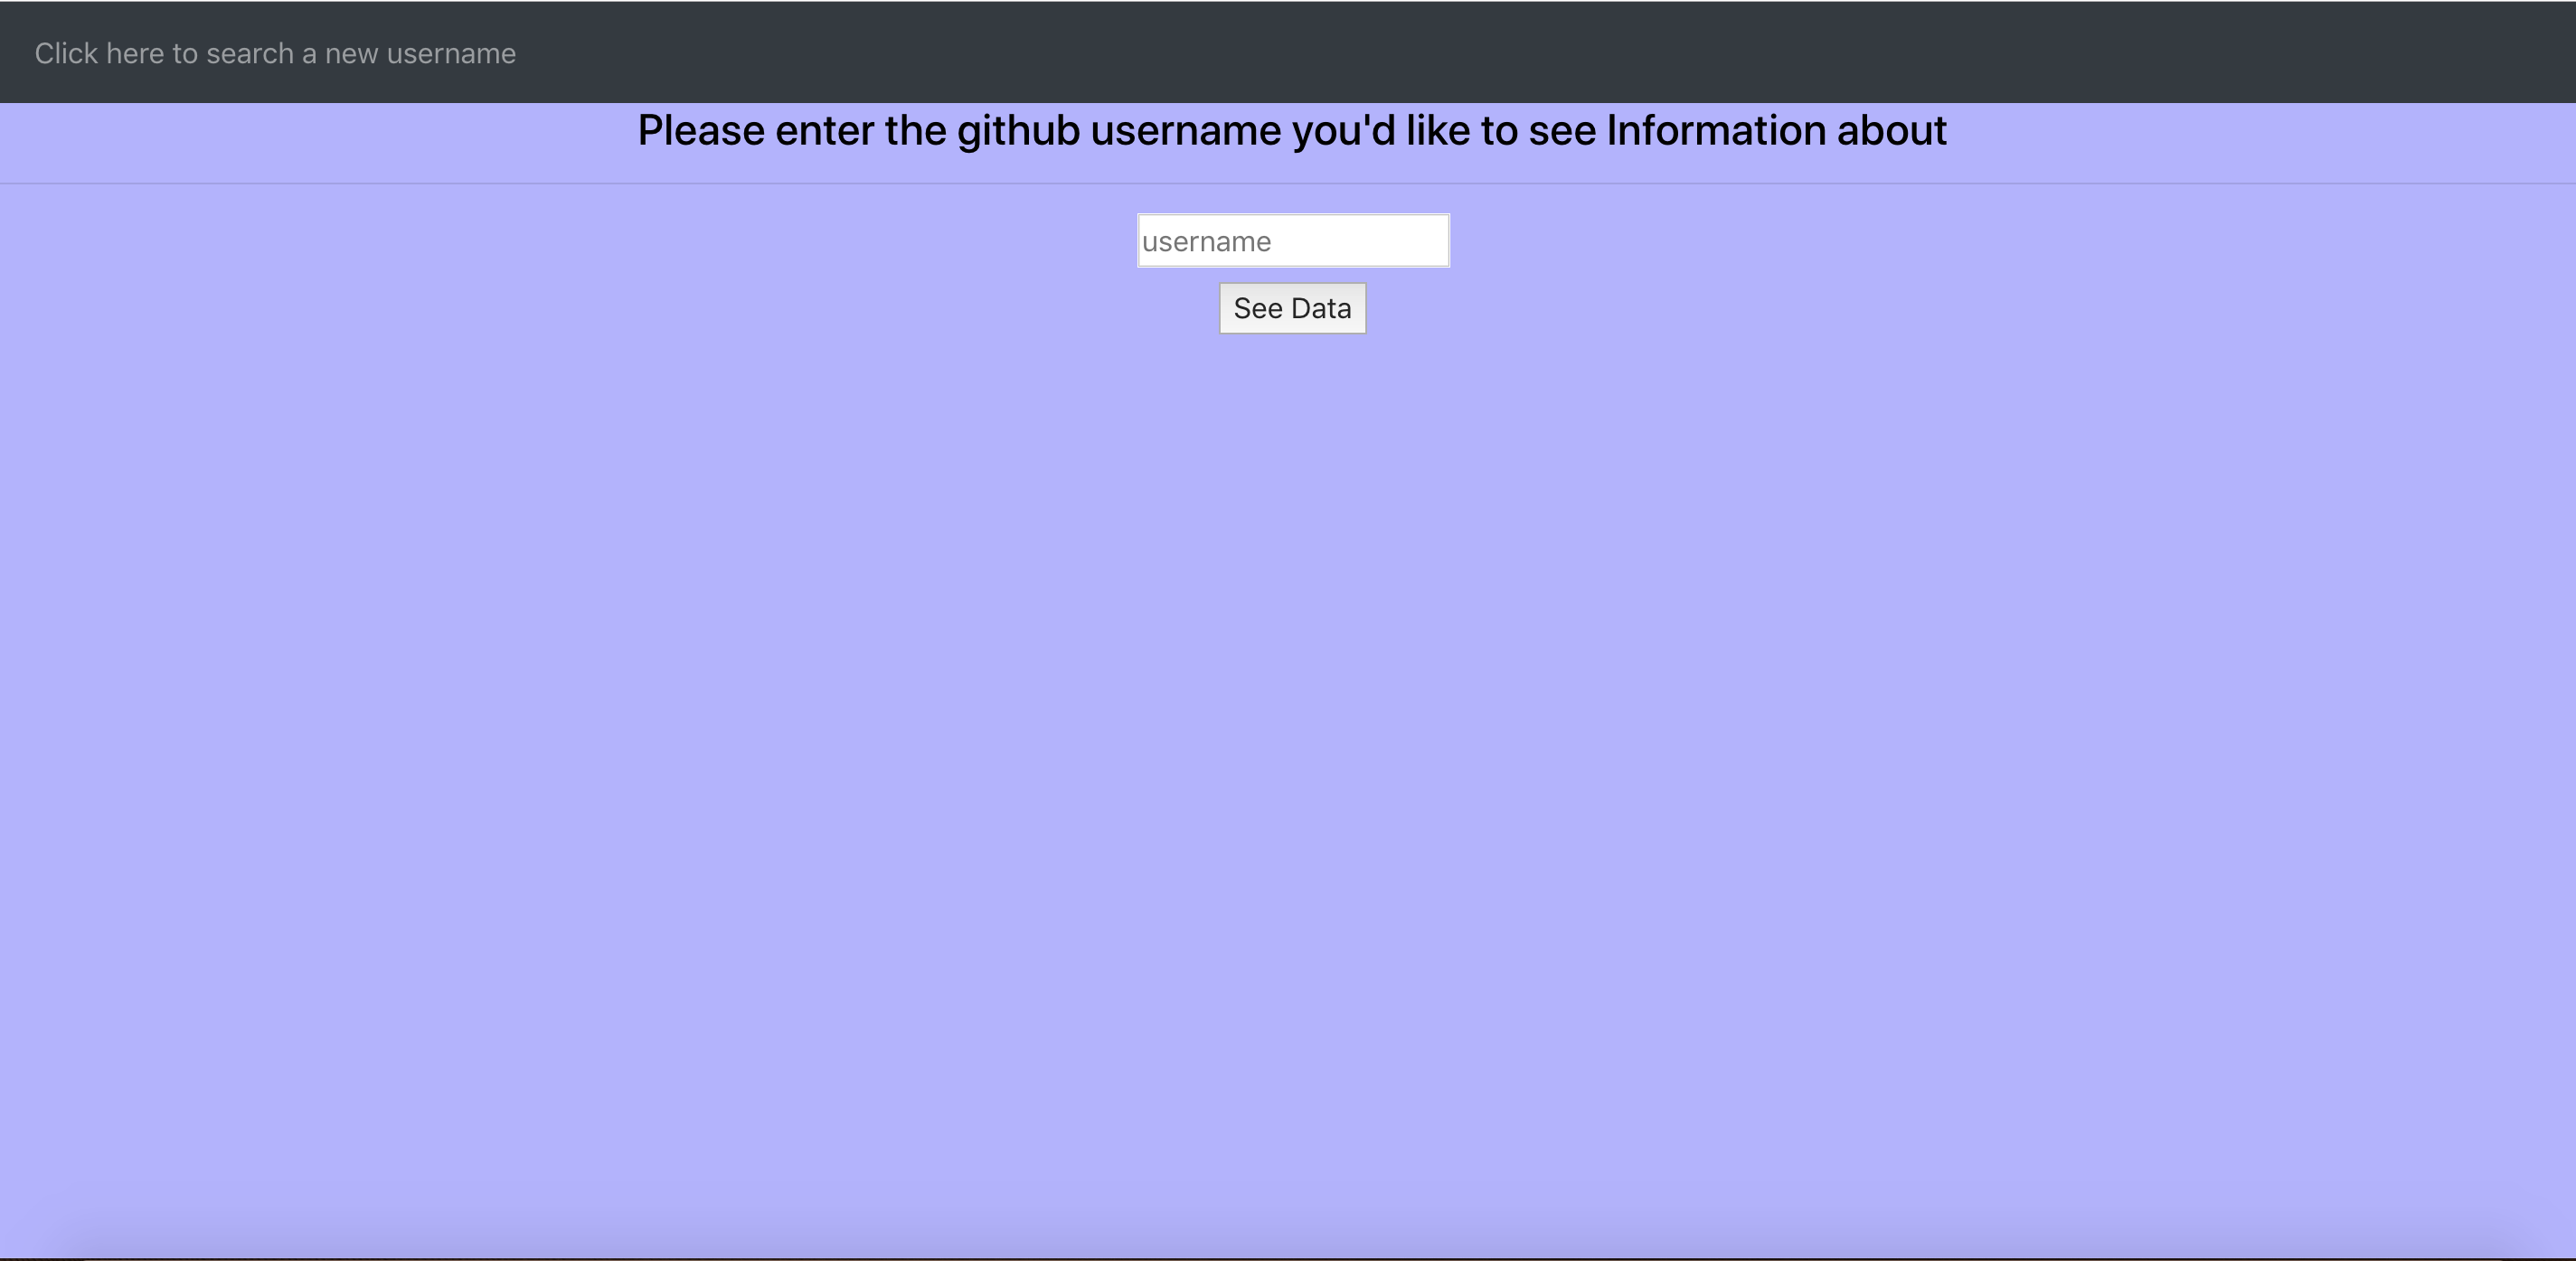 Click here to search a new username
Please enter the github username you'd like to see Information about
username
See Data